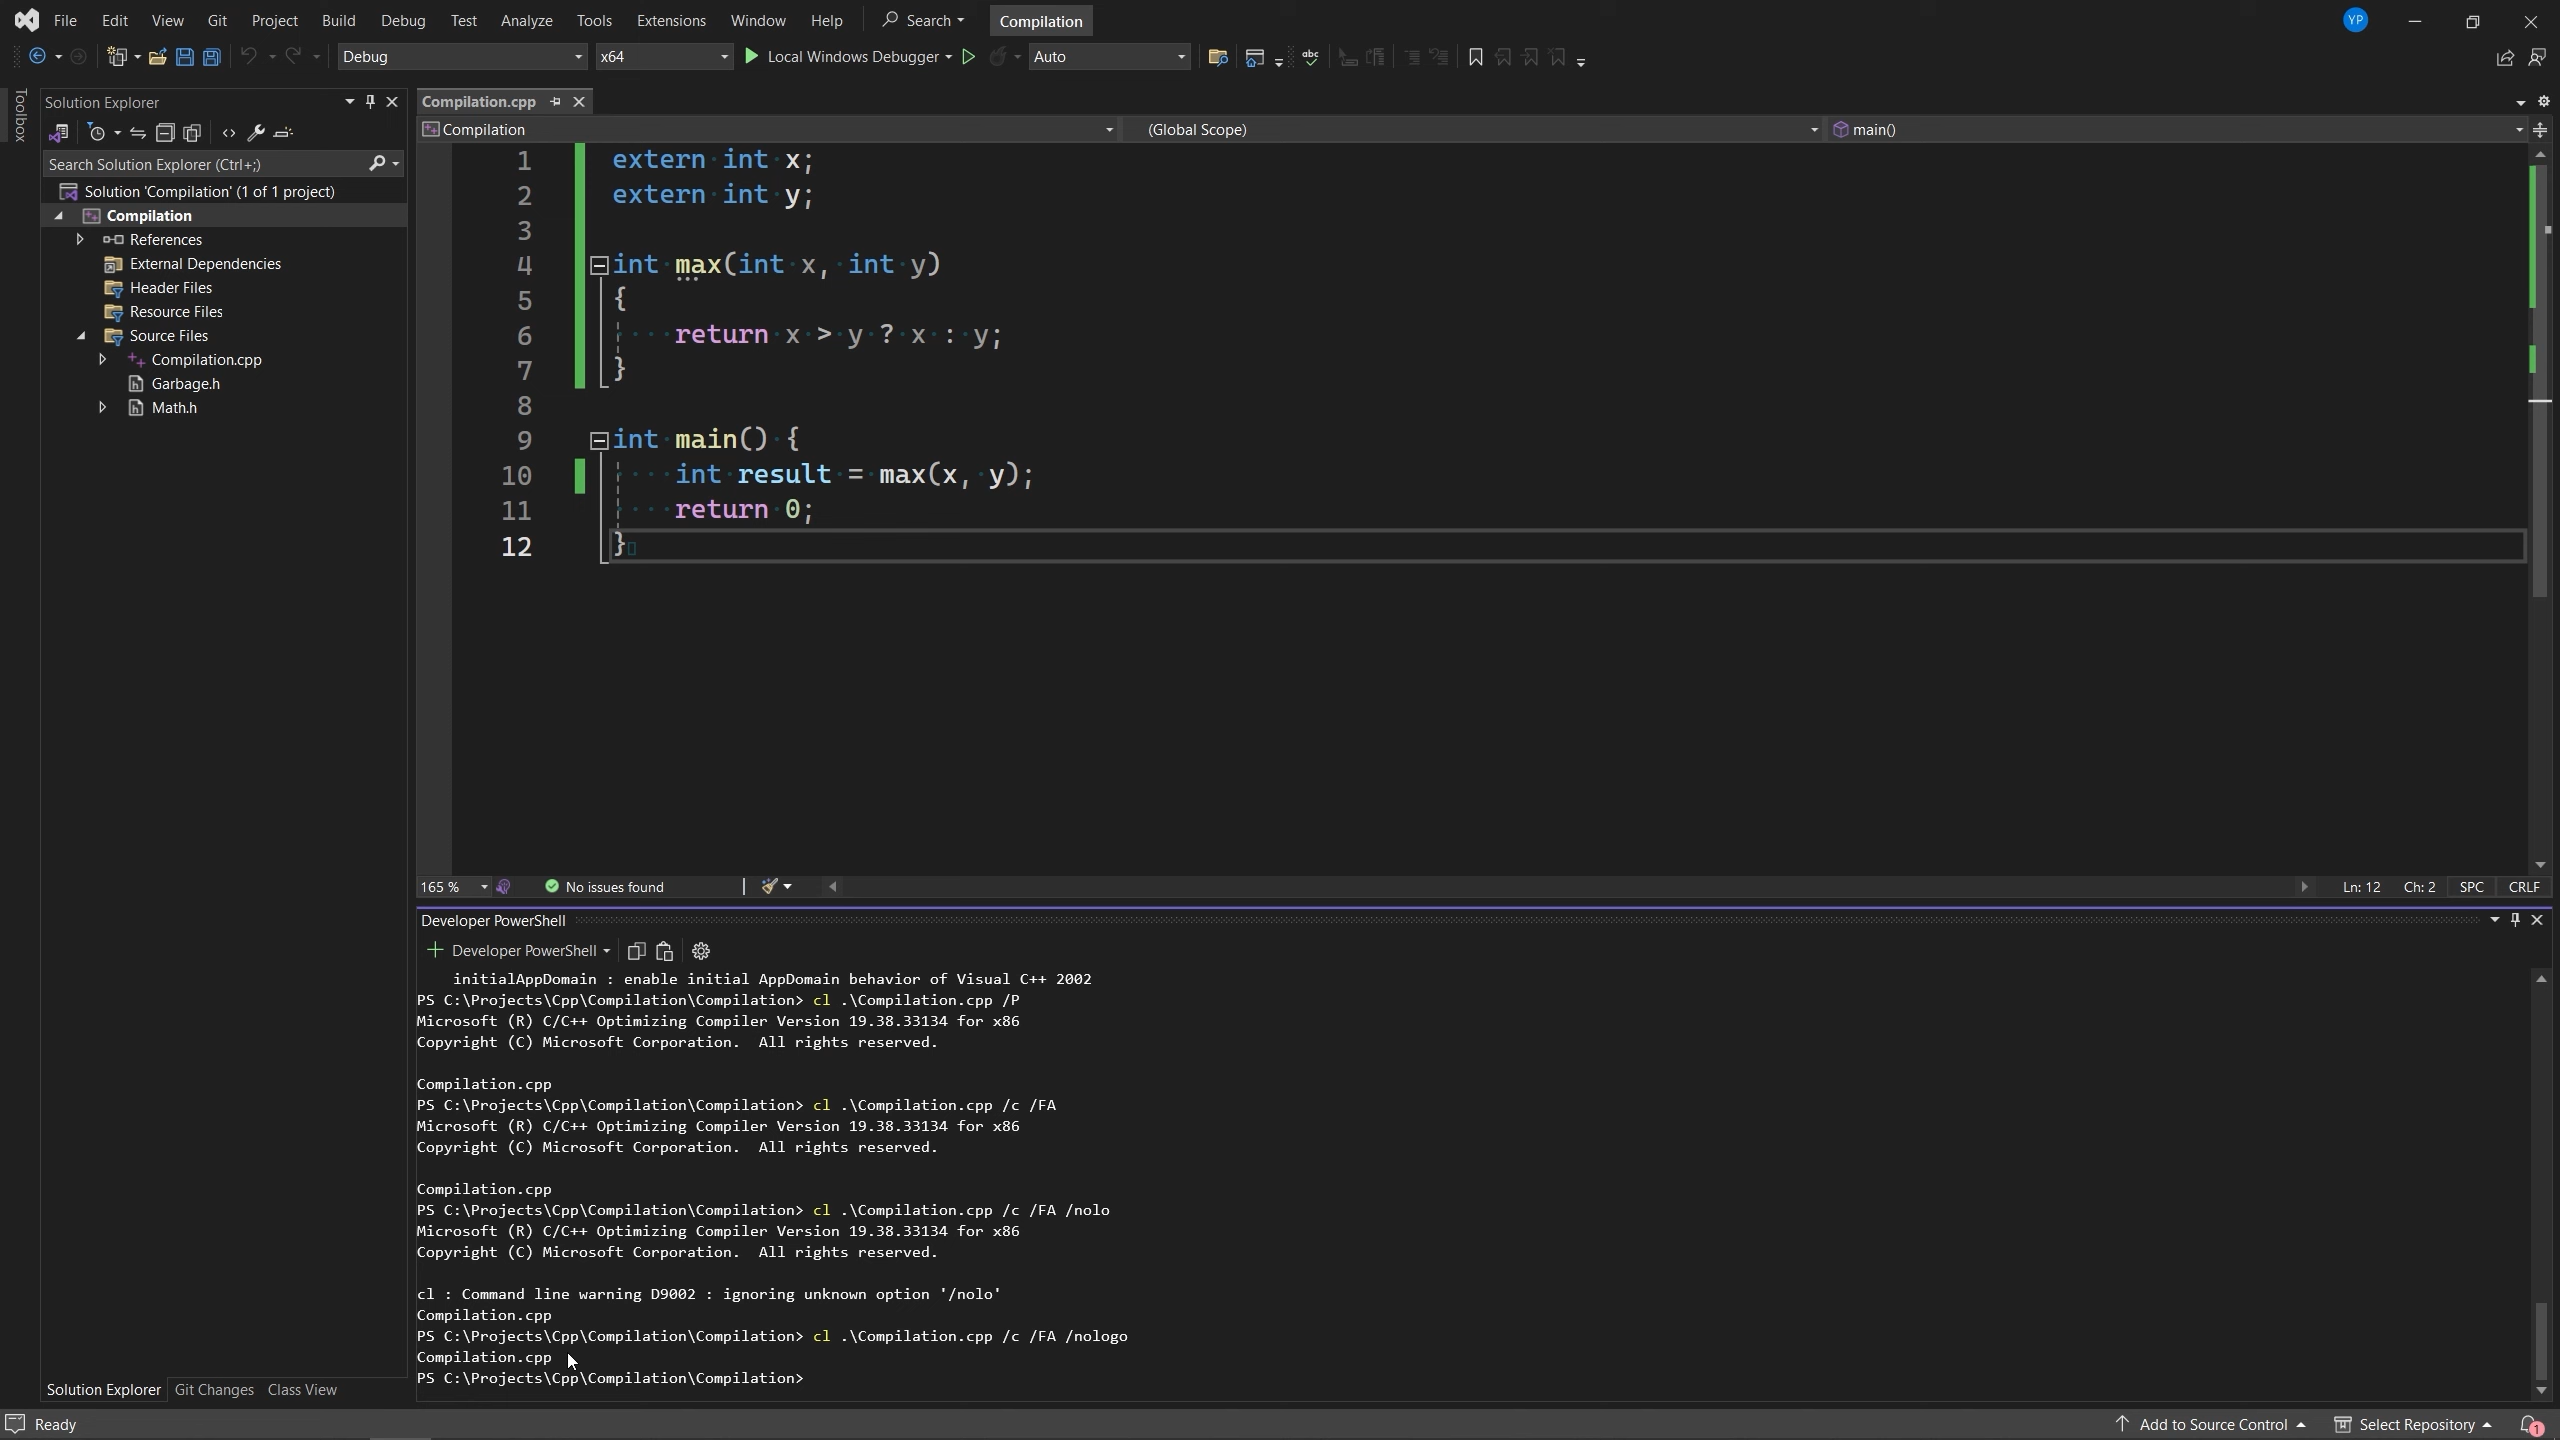 File Edit View Git Project Build Debug Test Analyze Tools Extensions Window Help Search Compilation YP
Debug x64 Local Windows Debugger Auto
Toolbox
Solution Explorer
Search Solution Explorer (Ctrl+;)
Solution 'Compilation' (1 of 1 project)
Compilation
References
External Dependencies
Header Files
Resource Files
Source Files
Compilation.cpp
Garbage.h
Math.h
Solution Explorer Git Changes Class View
Compilation.cpp
Compilation (Global Scope) main()
1 extern int x;
2 extern int y;
3
4 int max(int x, int y)
5 {
6 return x > y ? x : y;
7 }
8
9 int main() {
10 int result = max(x, y);
11 return 0;
12 }
165 % No issues found Ln: 12 Ch: 2 SPC CRLF
Developer PowerShell
Developer PowerShell
initialAppDomain : enable initial AppDomain behavior of Visual C++ 2002
PS C:\Projects\Cpp\Compilation\Compilation> cl .\Compilation.cpp /P
Microsoft (R) C/C++ Optimizing Compiler Version 19.38.33134 for x86
Copyright (C) Microsoft Corporation.  All rights reserved.
Compilation.cpp
PS C:\Projects\Cpp\Compilation\Compilation> cl .\Compilation.cpp /c /FA
Microsoft (R) C/C++ Optimizing Compiler Version 19.38.33134 for x86
Copyright (C) Microsoft Corporation.  All rights reserved.
Compilation.cpp
PS C:\Projects\Cpp\Compilation\Compilation> cl .\Compilation.cpp /c /FA /nolo
Microsoft (R) C/C++ Optimizing Compiler Version 19.38.33134 for x86
Copyright (C) Microsoft Corporation.  All rights reserved.
cl : Command line warning D9002 : ignoring unknown option '/nolo'
Compilation.cpp
PS C:\Projects\Cpp\Compilation\Compilation> cl .\Compilation.cpp /c /FA /nologo
Compilation.cpp
PS C:\Projects\Cpp\Compilation\Compilation>
Ready Add to Source Control Select Repository 1